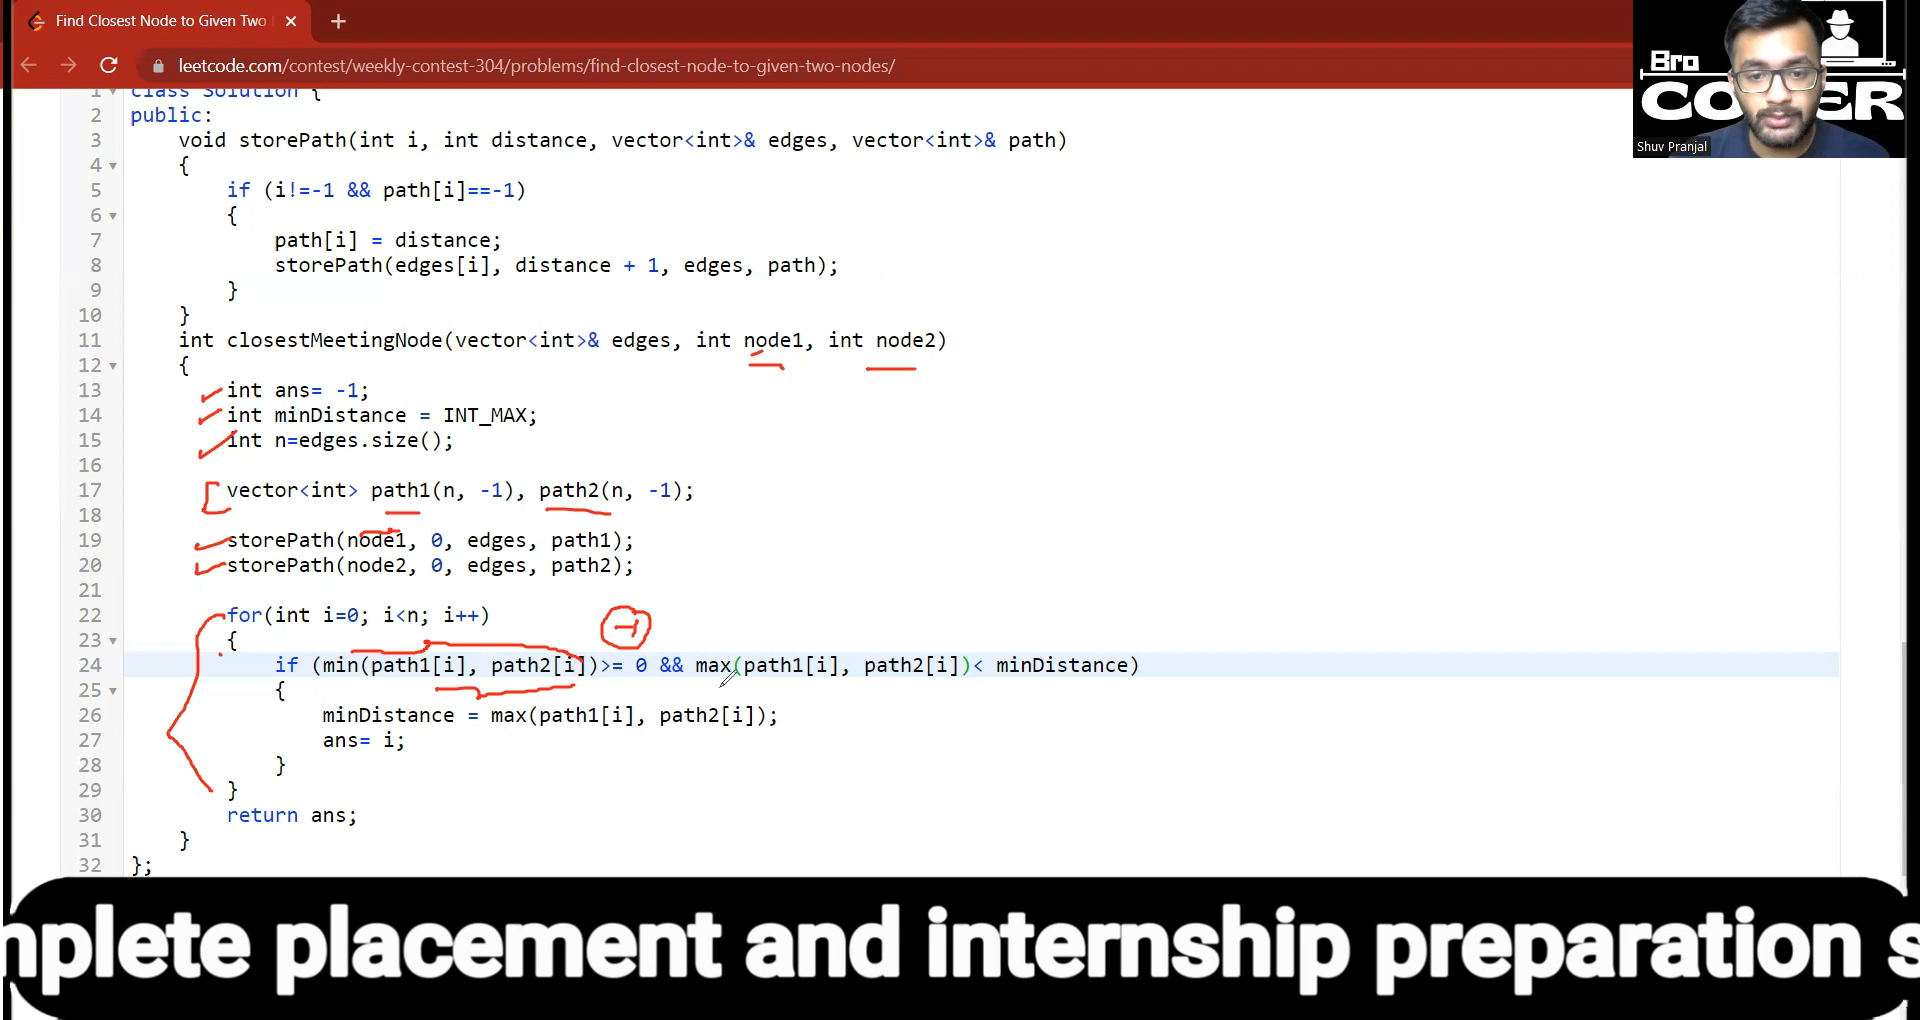 Find Closest Node to Given Two
leetcode.com/contest/weekly-contest-304/problems/find-closest-node-to-given-two-nodes/
Bro
CODER
Shuv Pranjal
1 class Solution {
2 public:
3 void storePath(int i, int distance, vector<int>& edges, vector<int>& path)
4 {
5 if (i!=-1 && path[i]==-1)
6 {
7 path[i] = distance;
8 storePath(edges[i], distance + 1, edges, path);
9 }
10 }
11 int closestMeetingNode(vector<int>& edges, int node1, int node2)
12 {
13 int ans= -1;
14 int minDistance = INT_MAX;
15 int n=edges.size();
16
17 vector<int> path1(n, -1), path2(n, -1);
18
19 storePath(node1, 0, edges, path1);
20 storePath(node2, 0, edges, path2);
21
22 for(int i=0; i<n; i++)
-1
23 {
24 if (min(path1[i], path2[i])>= 0 && max(path1[i], path2[i])< minDistance)
25 {
26 minDistance = max(path1[i], path2[i]);
27 ans= i;
28 }
29 }
30 return ans;
31 }
32 };
mplete placement and internship preparation s